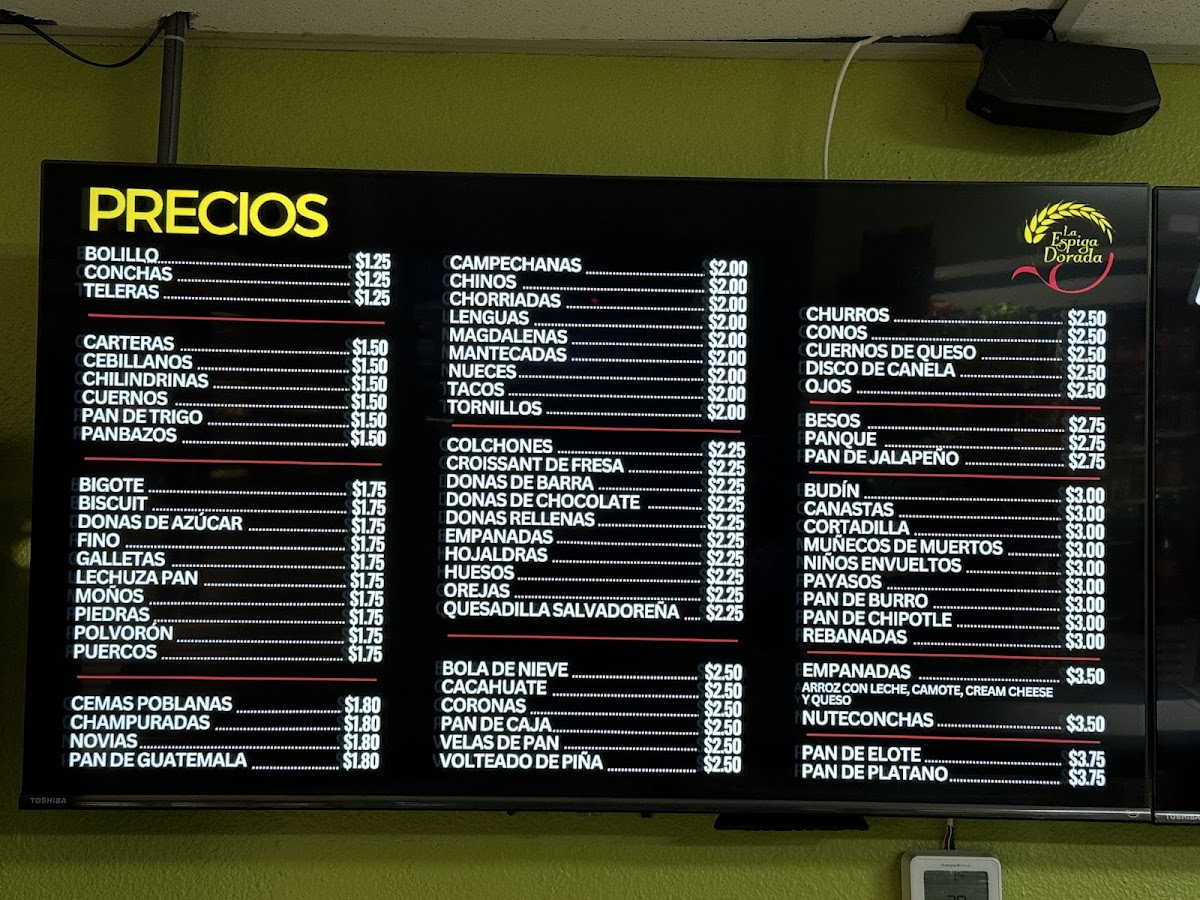 PRECIOS
BOLILLO $1.25
CONCHAS $1.25
TELERAS $1.25
CARTERAS $1.50
CEBILLANOS $1.50
CHILINDRINAS $1.50
CUERNOS $1.50
PAN DE TRIGO $1.50
PANBAZOS $1.50
BIGOTE $1.75
BISCUIT $1.75
DONAS DE AZÚCAR $1.75
FINO $1.75
GALLETAS $1.75
LECHUZA PAN $1.75
MOÑOS $1.75
PIEDRAS $1.75
POLVORÓN $1.75
PUERCOS $1.75
CEMAS POBLANAS $1.80
CHAMPURADAS $1.80
NOVIAS $1.80
PAN DE GUATEMALA $1.80
CAMPECHANAS $2.00
CHINOS $2.00
CHORRIADAS $2.00
LENGUAS $2.00
MAGDALENAS $2.00
MANTECADAS $2.00
NUECES $2.00
TACOS $2.00
TORNILLOS $2.00
COLCHONES $2.25
CROISSANT DE FRESA $2.25
DONAS DE BARRA $2.25
DONAS DE CHOCOLATE $2.25
DONAS RELLENAS $2.25
EMPANADAS $2.25
HOJALDRAS $2.25
HUESOS $2.25
OREJAS $2.25
QUESADILLA SALVADOREÑA $2.25
BOLA DE NIEVE $2.50
CACAHUATE $2.50
CORONAS $2.50
PAN DE CAJA $2.50
VELAS DE PAN $2.50
VOLTEADO DE PIÑA $2.50
La
Espiga
Dorada
CHURROS $2.50
CONOS $2.50
CUERNOS DE QUESO $2.50
DISCO DE CANELA $2.50
OJOS $2.50
BESOS $2.75
PANQUE $2.75
PAN DE JALAPEÑO $2.75
BUDÍN $3.00
CANASTAS $3.00
CORTADILLA $3.00
MUÑECOS DE MUERTOS $3.00
NIÑOS ENVUELTOS $3.00
PAYASOS $3.00
PAN DE BURRO $3.00
PAN DE CHIPOTLE $3.00
REBANADAS $3.00
EMPANADAS $3.50
ARROZ CON LECHE, CAMOTE, CREAM CHEESE
Y QUESO
NUTECONCHAS $3.50
PAN DE ELOTE $3.75
PAN DE PLATANO $3.75
TOSHIBA
TOSHIBA
Honeywell